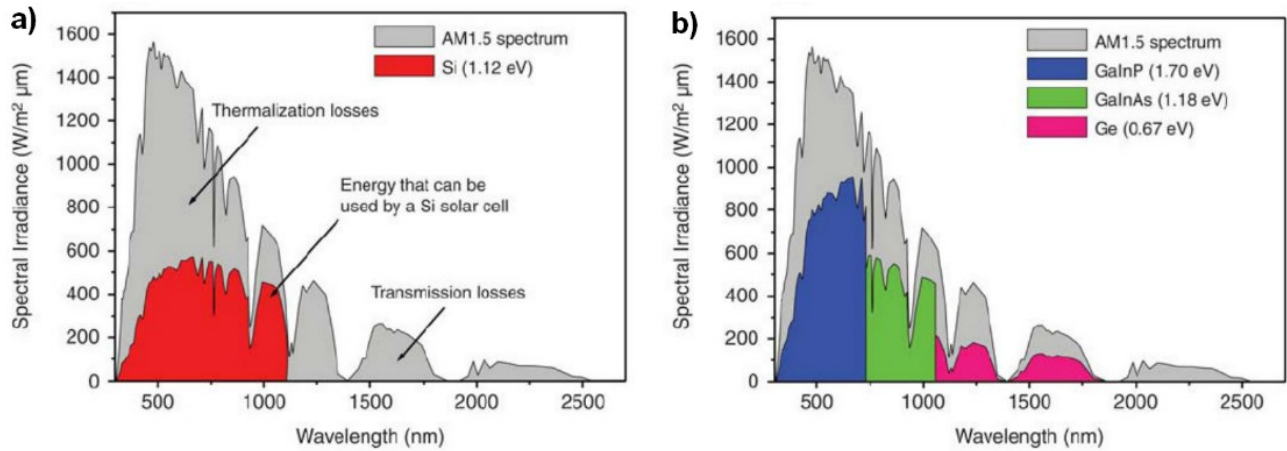 a)
1600
1400
1200
1000
800
600
400
200
0
Spectral Irradiance (W/m² µm)
AM1.5 spectrum
Si (1.12 eV)
Thermalization losses
Energy that can be
used by a Si solar cell
Transmission losses
500 1000 1500 2000 2500
Wavelength (nm)
b)
1600
1400
1200
1000
800
600
400
200
0
Spectral Irradiance (W/m² µm)
AM1.5 spectrum
GaInP (1.70 eV)
GaInAs (1.18 eV)
Ge (0.67 eV)
500 1000 1500 2000 2500
Wavelength (nm)